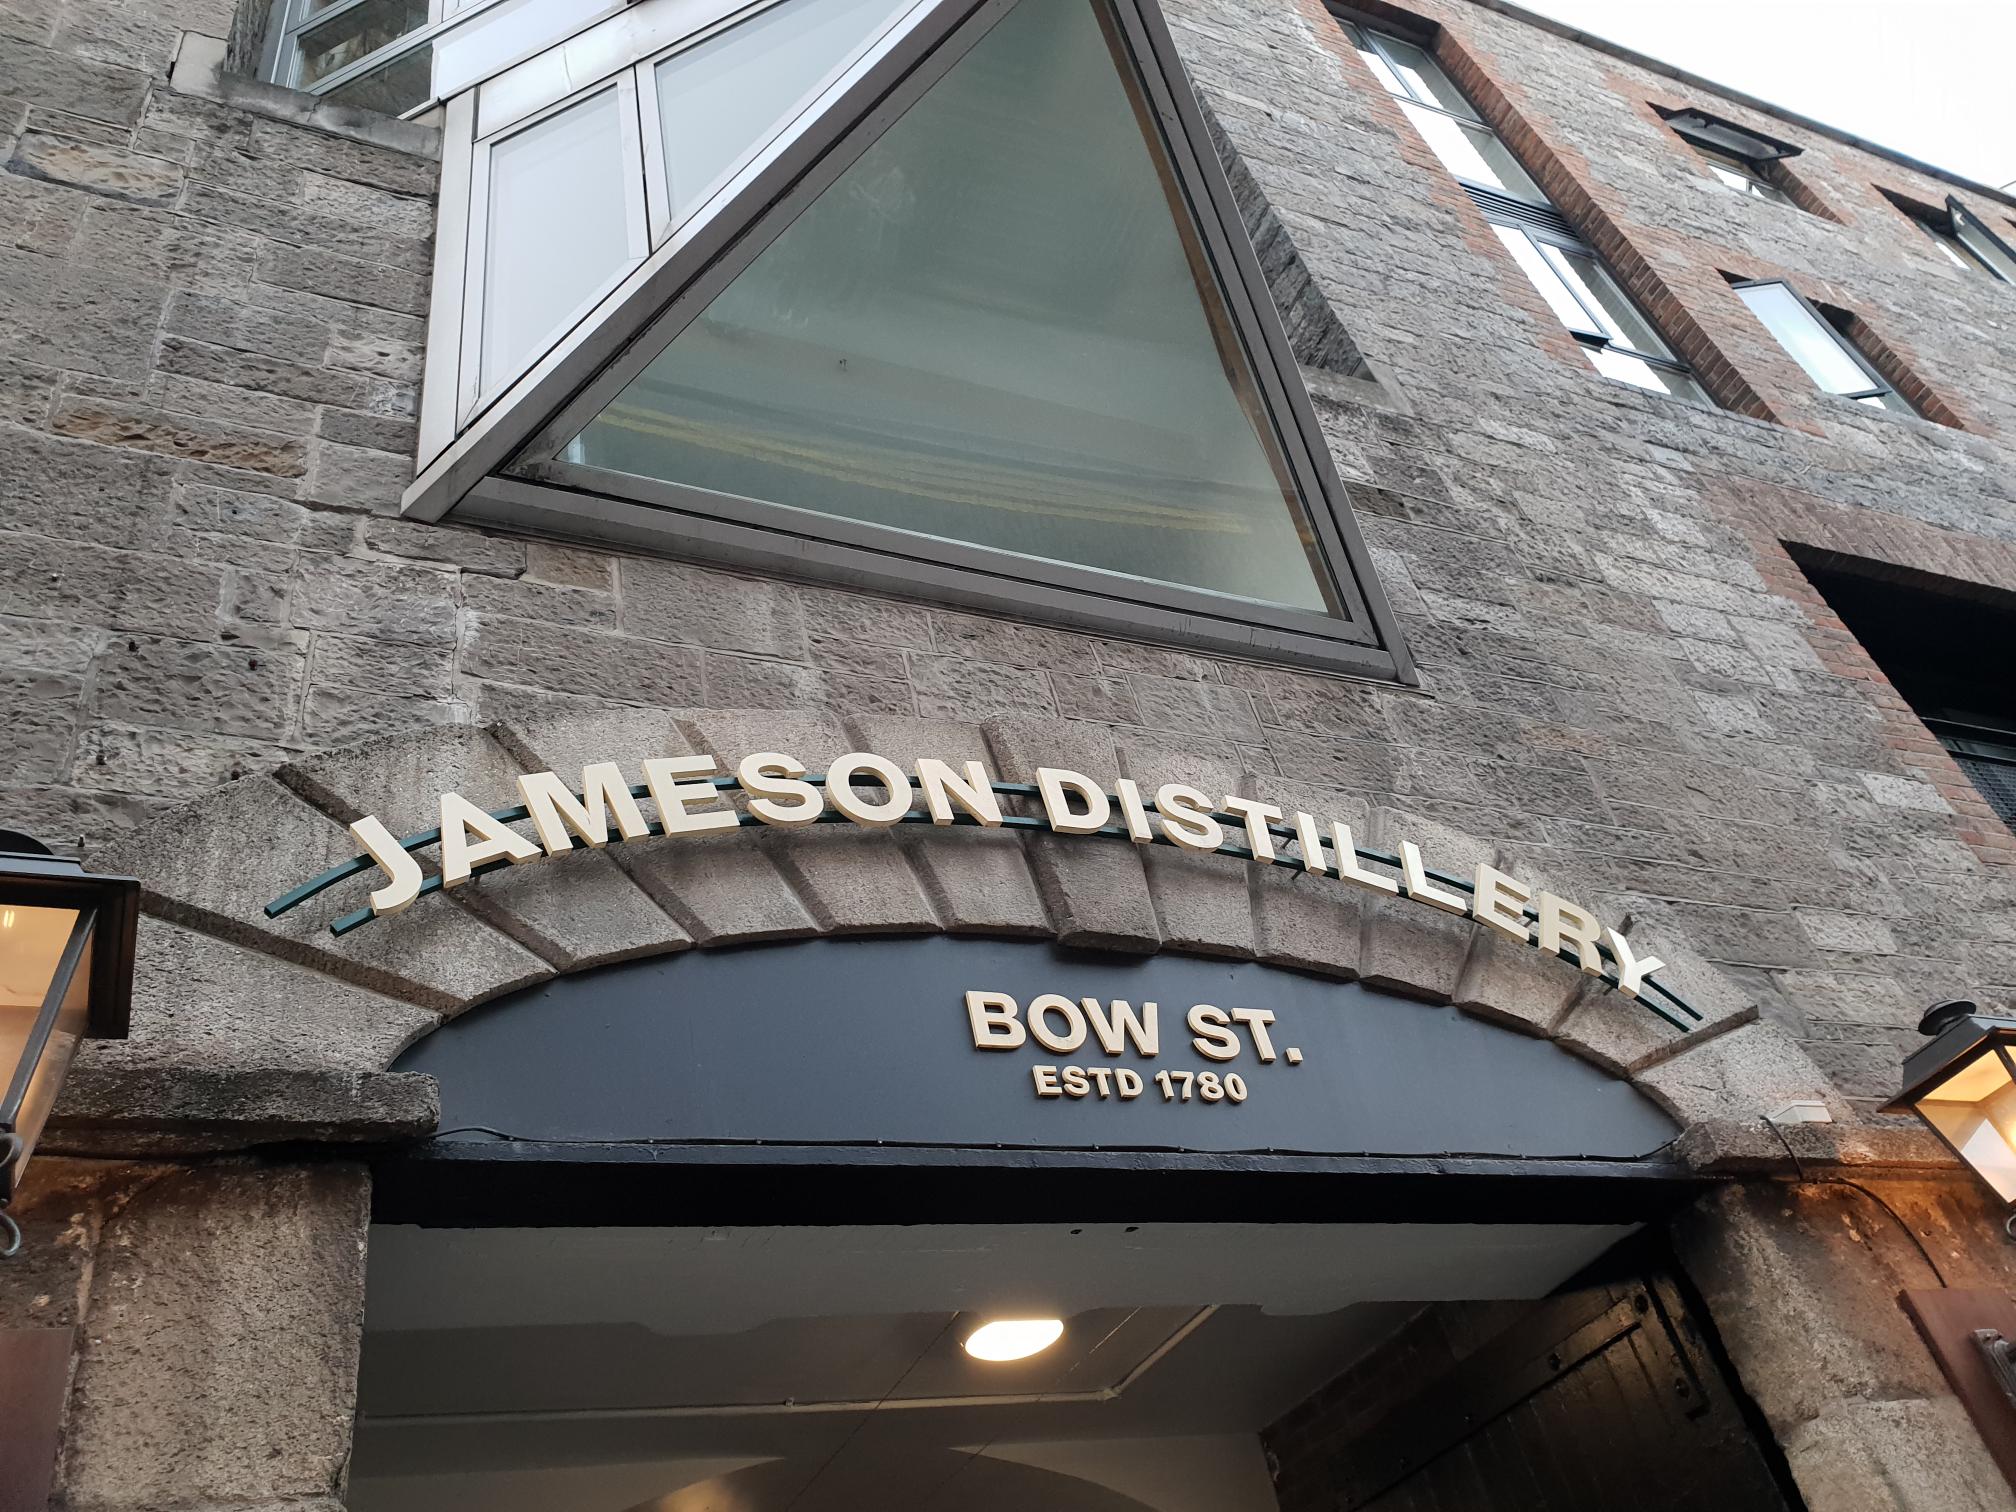 JAMESON DISTILLERY
BOW ST.
ESTD 1780